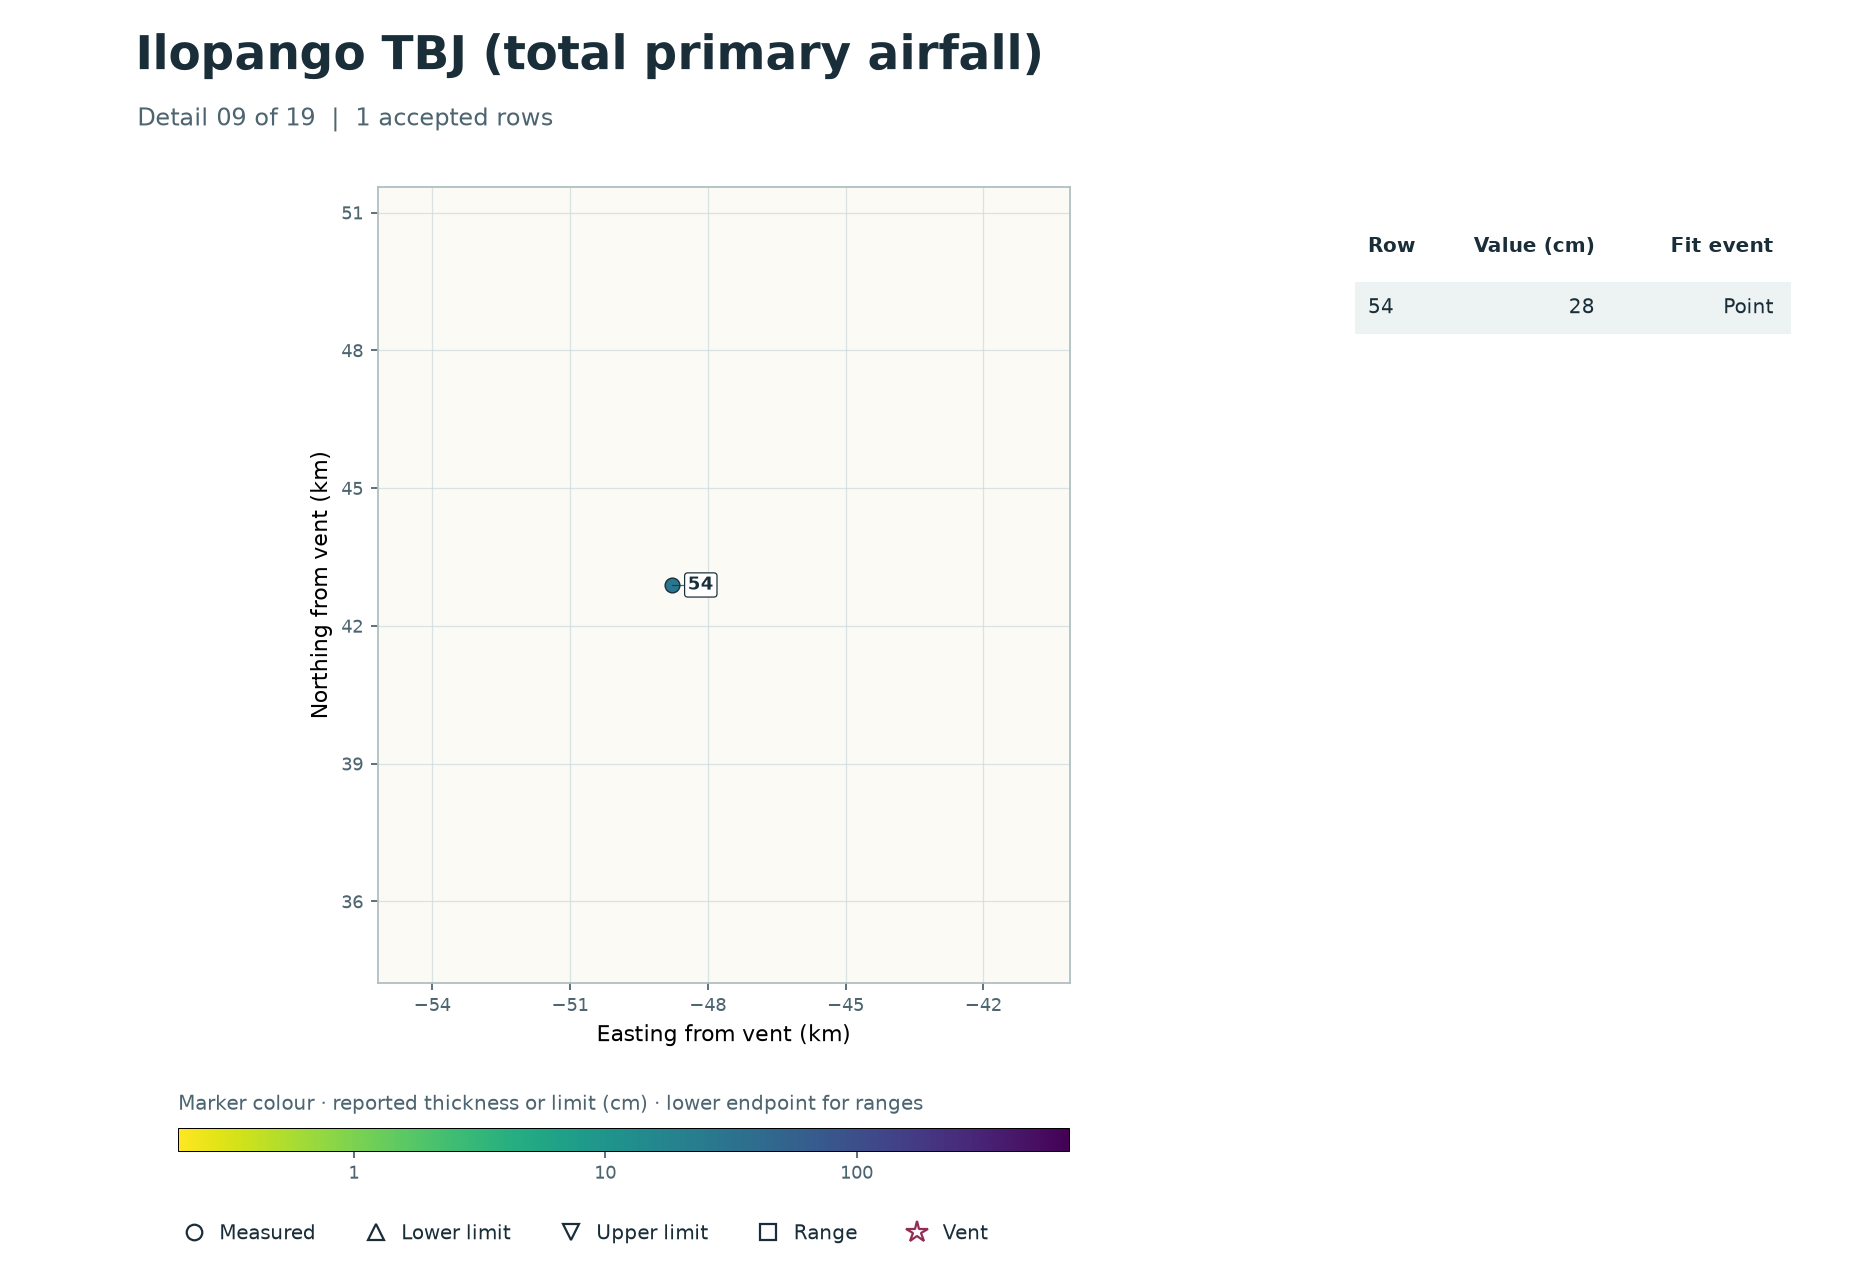 Ilopango TBJ (total primary airfall)
Detail 09 of 19 | 1 accepted rows
Row Value (cm) Fit event
54 28 Point
51
48
45
42
39
36
Northing from vent (km)
54
−54 −51 −48 −45 −42
Easting from vent (km)
Marker colour · reported thickness or limit (cm) · lower endpoint for ranges
1 10 100
Measured Lower limit Upper limit Range Vent